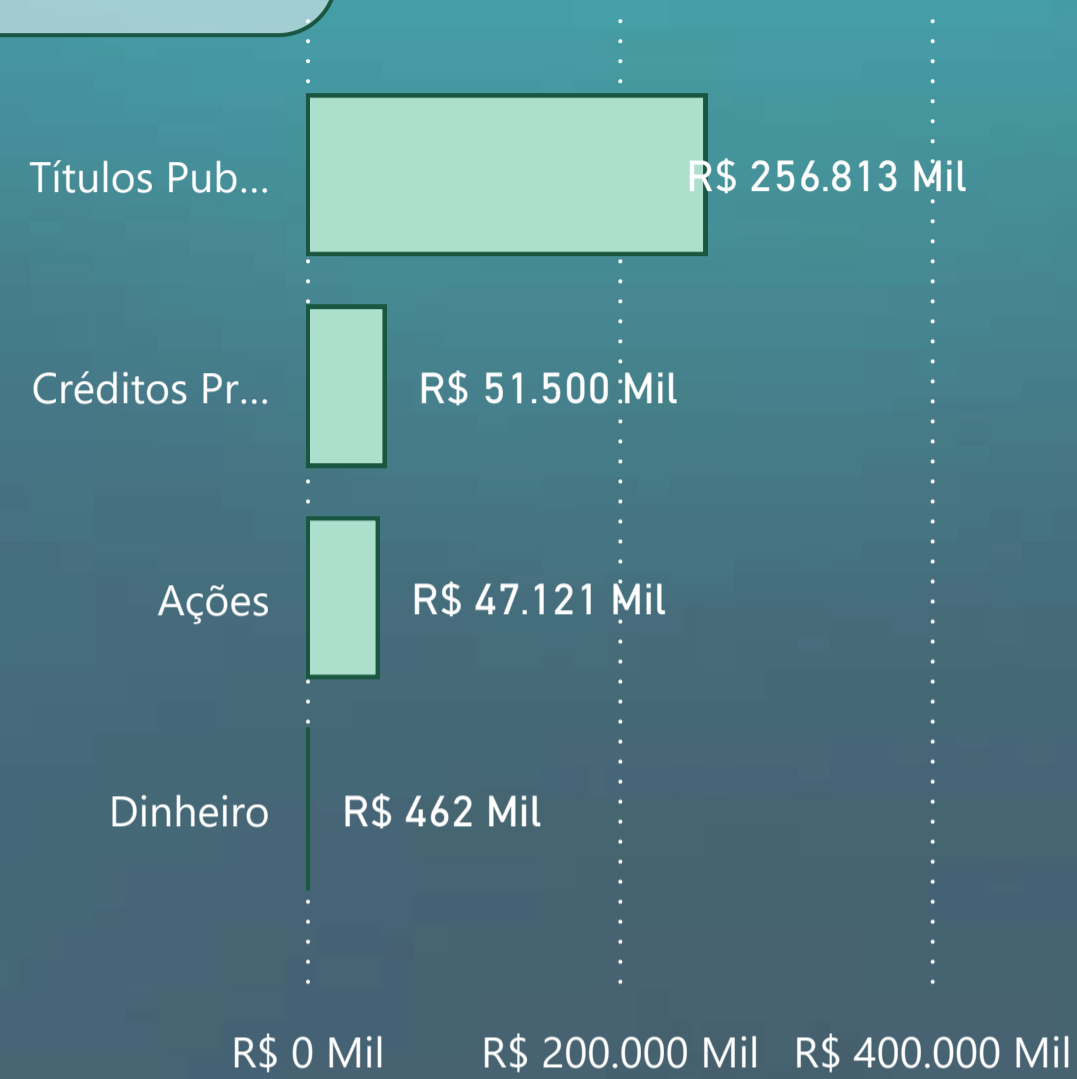 Títulos Pub... R$ 256.813 Mil
Créditos Pr... R$ 51.500 Mil
Ações R$ 47.121 Mil
Dinheiro R$ 462 Mil
R$ 0 Mil R$ 200.000 Mil R$ 400.000 Mil